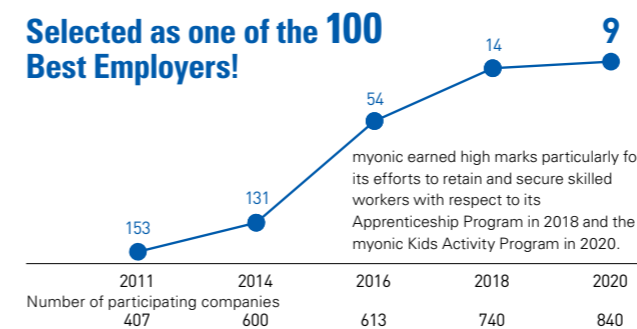 Selected as one of the 100
Best Employers!
9
14
54
131
153
myonic earned high marks particularly fo
its efforts to retain and secure skilled
workers with respect to its
Apprenticeship Program in 2018 and the
myonic Kids Activity Program in 2020.
2011 2014 2016 2018 2020
Number of participating companies
407 600 613 740 840